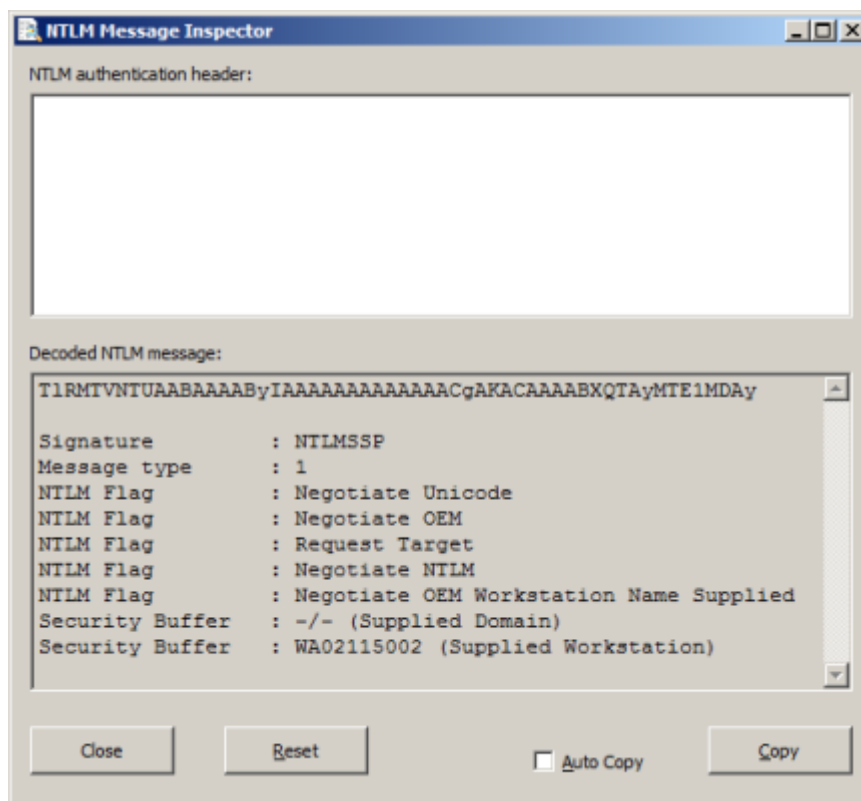 NTLM Message Inspector
NTLM authentication header:
Decoded NTLM message:
TlRMTVNTUAABAAAAByIAAAAAAAAAAAAACgAKACAAAABXQTAyMTE1MDAy
Signature : NTLMSSP
Message type : 1
NTLM Flag : Negotiate Unicode
NTLM Flag : Negotiate OEM
NTLM Flag : Request Target
NTLM Flag : Negotiate NTLM
NTLM Flag : Negotiate OEM Workstation Name Supplied
Security Buffer : -/- (Supplied Domain)
Security Buffer : WA02115002 (Supplied Workstation)
Close Reset Auto Copy Copy